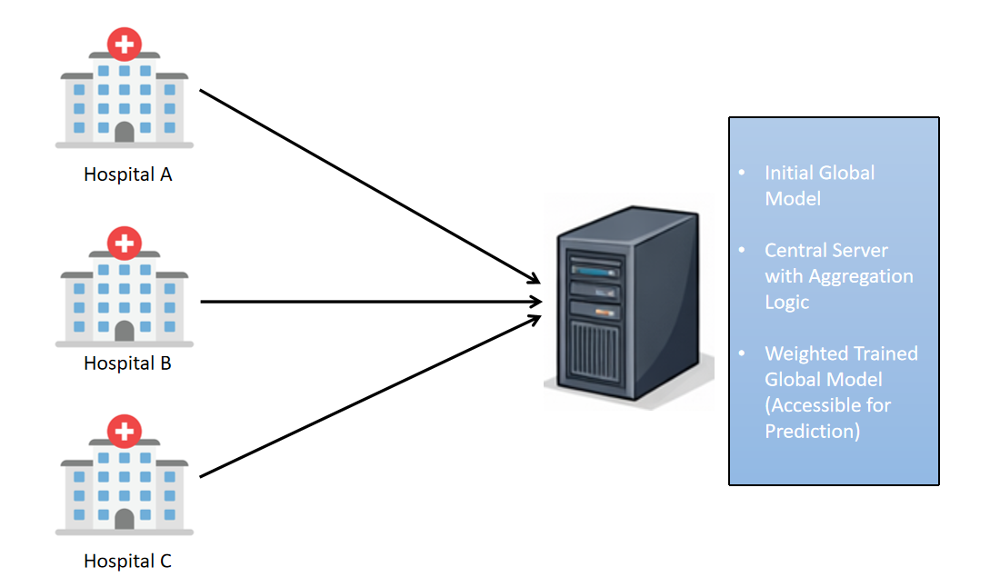 Hospital A
Hospital B
Hospital C
• Initial Global
Model
• Central Server
with Aggregation
Logic
• Weighted Trained
Global Model
(Accessible for
Prediction)